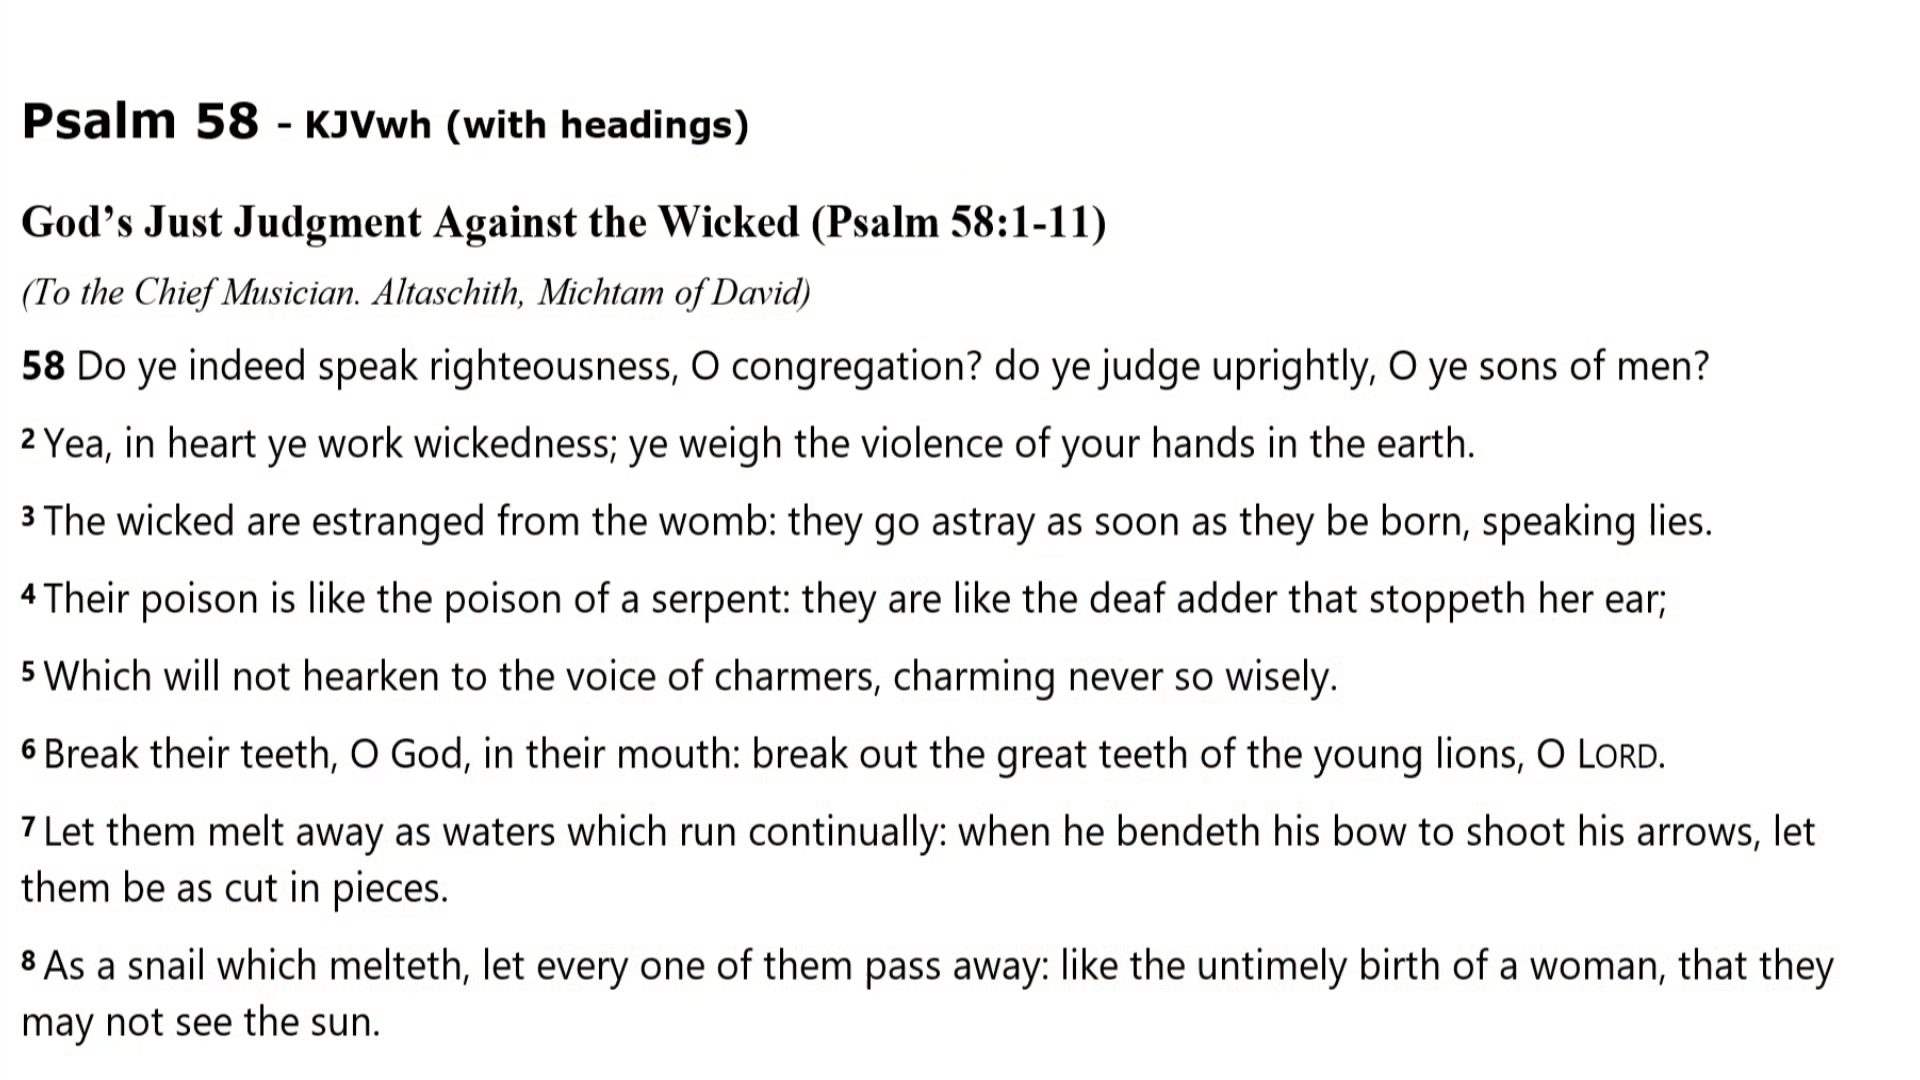 Psalm 58 - KJVwh (with headings)
God’s Just Judgment Against the Wicked (Psalm 58:1-11)
(To the Chief Musician. Altaschith, Michtam of David)
58 Do ye indeed speak righteousness, O congregation? do ye judge uprightly, O ye sons of men?
2 Yea, in heart ye work wickedness; ye weigh the violence of your hands in the earth.
3 The wicked are estranged from the womb: they go astray as soon as they be born, speaking lies.
4 Their poison is like the poison of a serpent: they are like the deaf adder that stoppeth her ear;
5 Which will not hearken to the voice of charmers, charming never so wisely.
6 Break their teeth, O God, in their mouth: break out the great teeth of the young lions, O LORD.
7 Let them melt away as waters which run continually: when he bendeth his bow to shoot his arrows, let
them be as cut in pieces.
8 As a snail which melteth, let every one of them pass away: like the untimely birth of a woman, that they
may not see the sun.